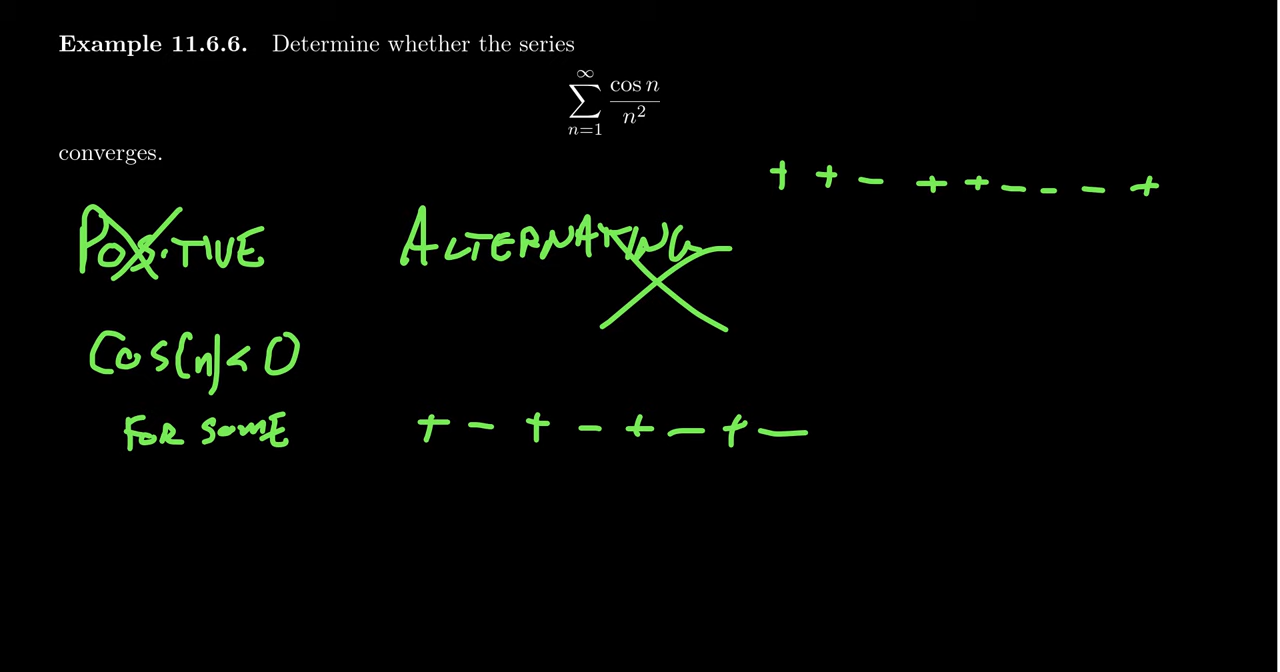 Example 11.6.6. Determine whether the series
∞
∑ cos n / n²
n=1
converges.
+ + − + + − − − +
POSITIVE ALTERNATING
Cos(n) < 0
FOR SOME
+ − + − + − + −